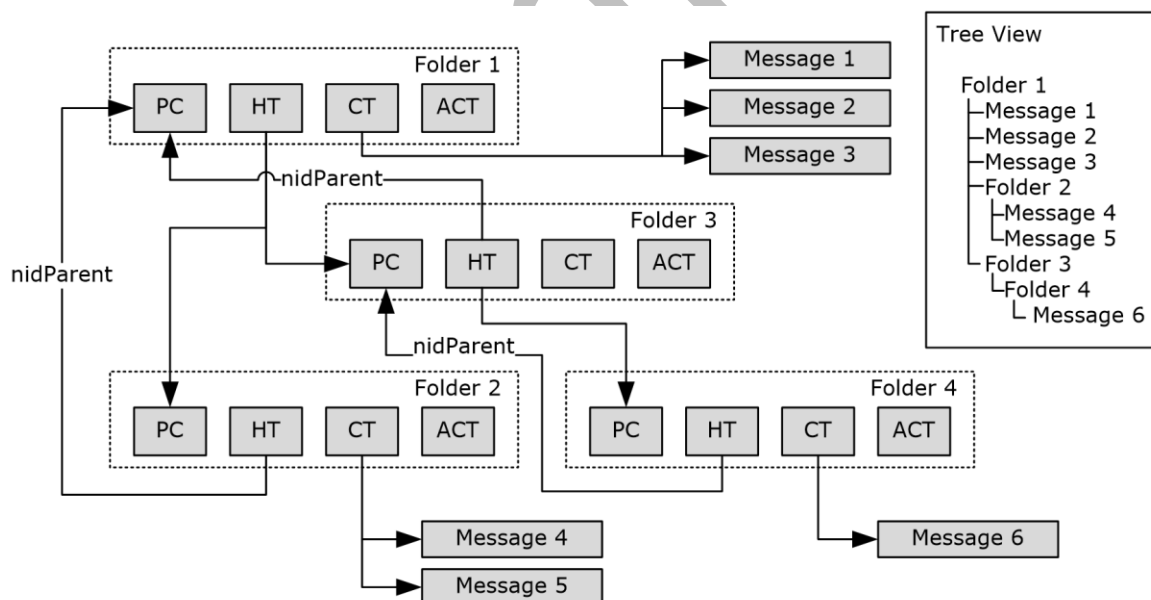 Folder 1
PC HT CT ACT
Message 1
Message 2
Message 3
nidParent
Folder 3
PC HT CT ACT
nidParent
nidParent
Folder 2
PC HT CT ACT
Folder 4
PC HT CT ACT
Message 4
Message 5
Message 6
Tree View
Folder 1
Message 1
Message 2
Message 3
Folder 2
Message 4
Message 5
Folder 3
Folder 4
Message 6